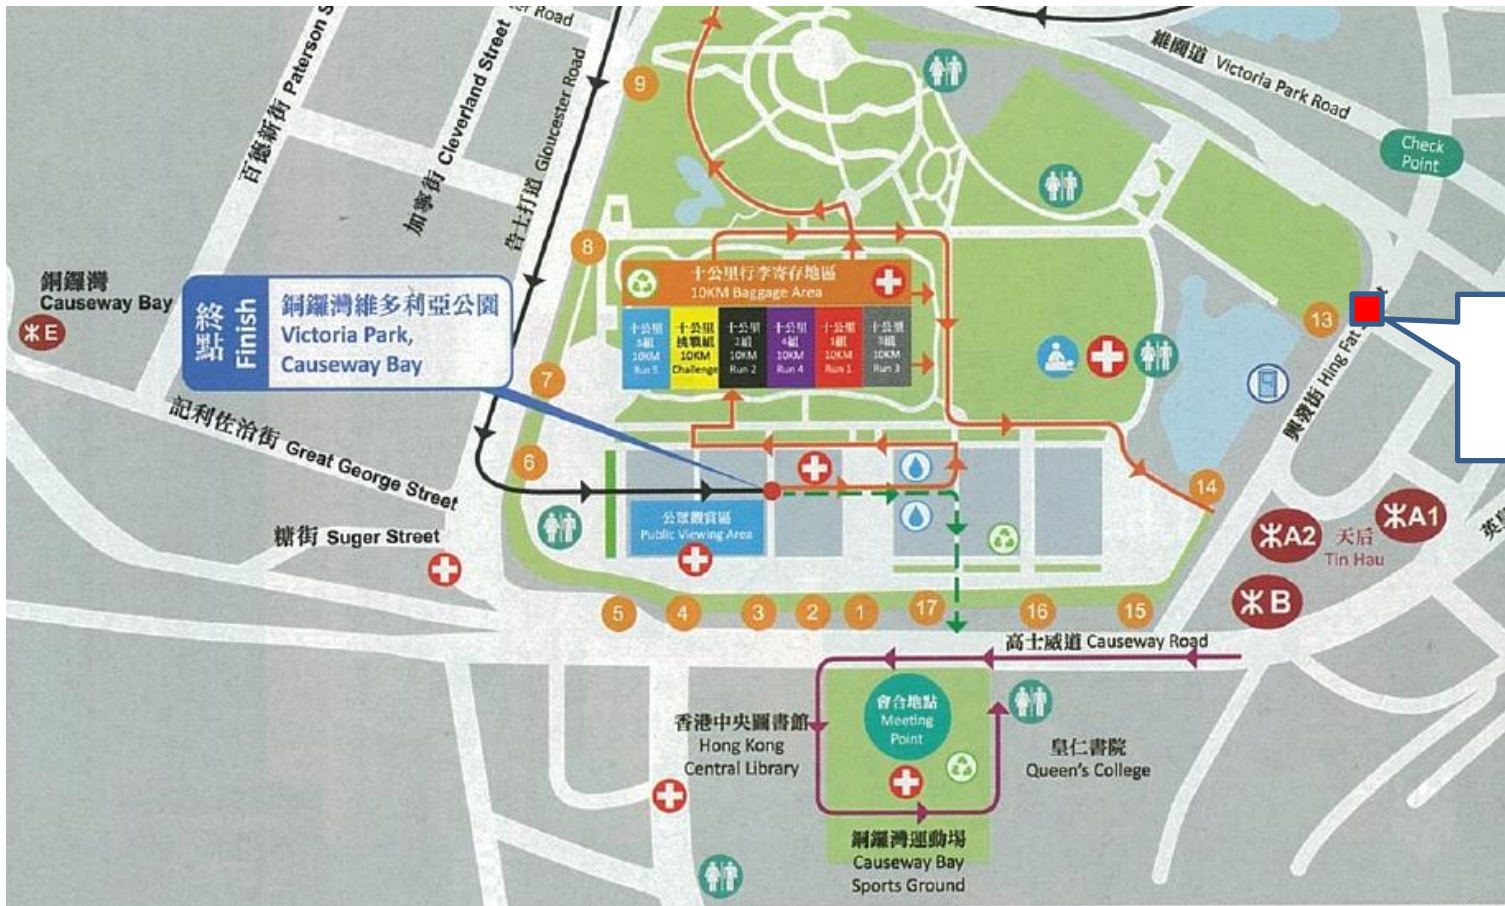 百德新街 Paterson S
er Road
加寧街 Cleverland Street
告士打道 Gloucester Road
維園道 Victoria Park Road
Check
Point
9
8
銅鑼灣
Causeway Bay
E
終點
Finish
銅鑼灣維多利亞公園
Victoria Park,
Causeway Bay
十公里行李寄存地區
10KM Baggage Area
十公里
5組
10KM
Run 5
十公里
挑戰組
10KM
Challenge
十公里
2組
10KM
Run 2
十公里
4組
10KM
Run 4
十公里
1組
10KM
Run 1
十公里
3組
10KM
Run 3
13
興發街 Hing Fat
7
記利佐治街 Great George Street
6
14
糖街 Suger Street
公眾觀賞區
Public Viewing Area
A2
天后
Tin Hau
A1
英皇
B
5
4
3
2
1
17
16
15
高士威道 Causeway Road
會合地點
Meeting
Point
香港中央圖書館
Hong Kong
Central Library
皇仁書院
Queen's College
銅鑼灣運動場
Causeway Bay
Sports Ground